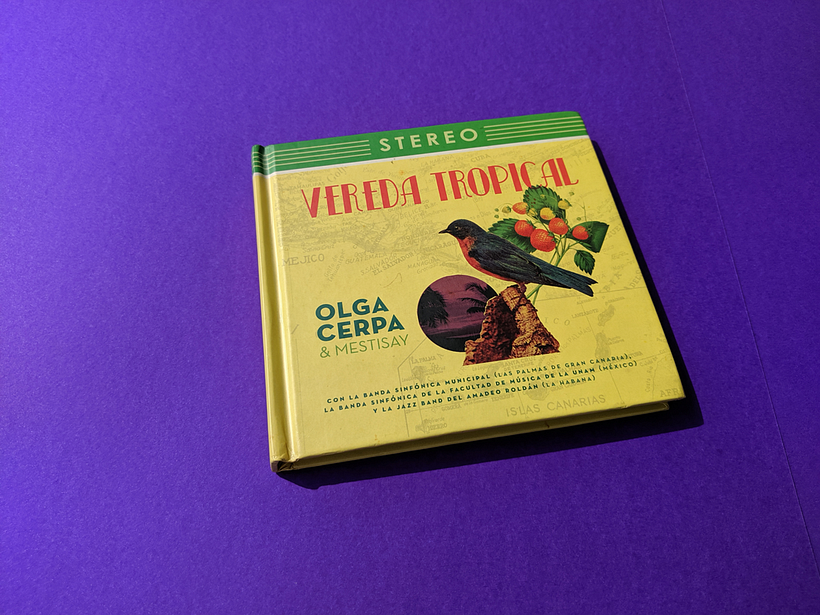 STEREO
VEREDA TROPICAL
MEJICO
OLGA
CERPA
& MESTISAY
CON LA BANDA SINFÓNICA MUNICIPAL (LAS PALMAS DE GRAN CANARIA),
LA BANDA SINFÓNICA DE LA FACULTAD DE MÚSICA DE LA UNAM (MÉXICO)
Y LA JAZZ BAND DEL AMADEO ROLDÁN (LA HABANA)
ISLAS CANARIAS